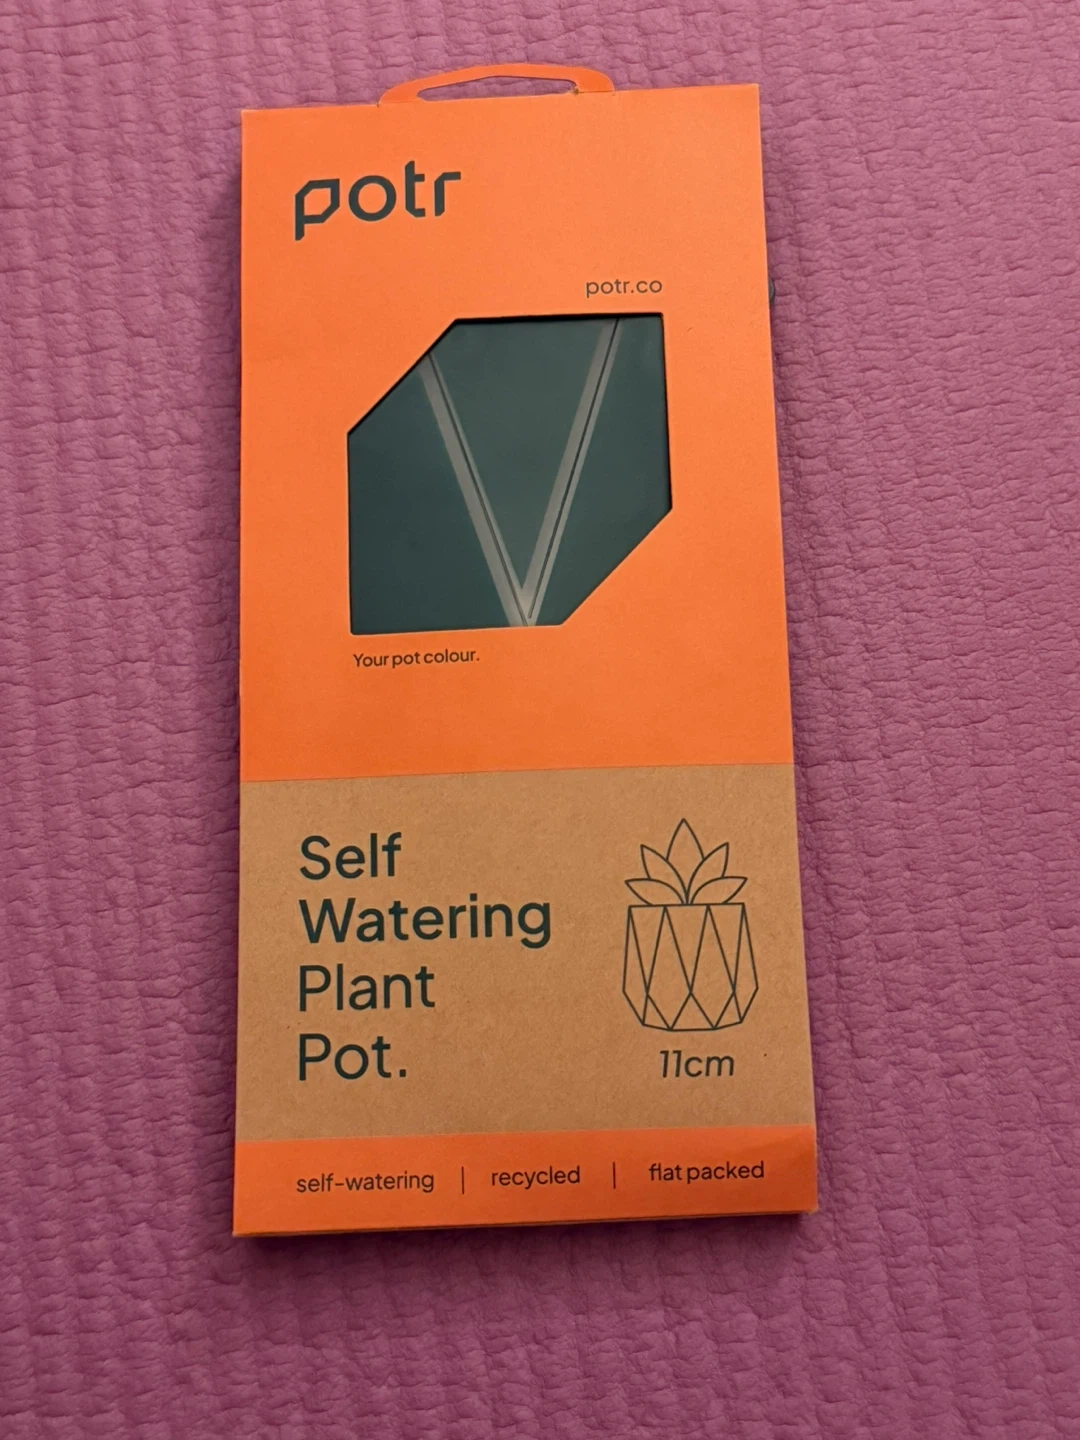 potr
potr.co
Your pot colour.
Self
Watering
Plant
Pot.
11cm
self-watering | recycled | flat packed